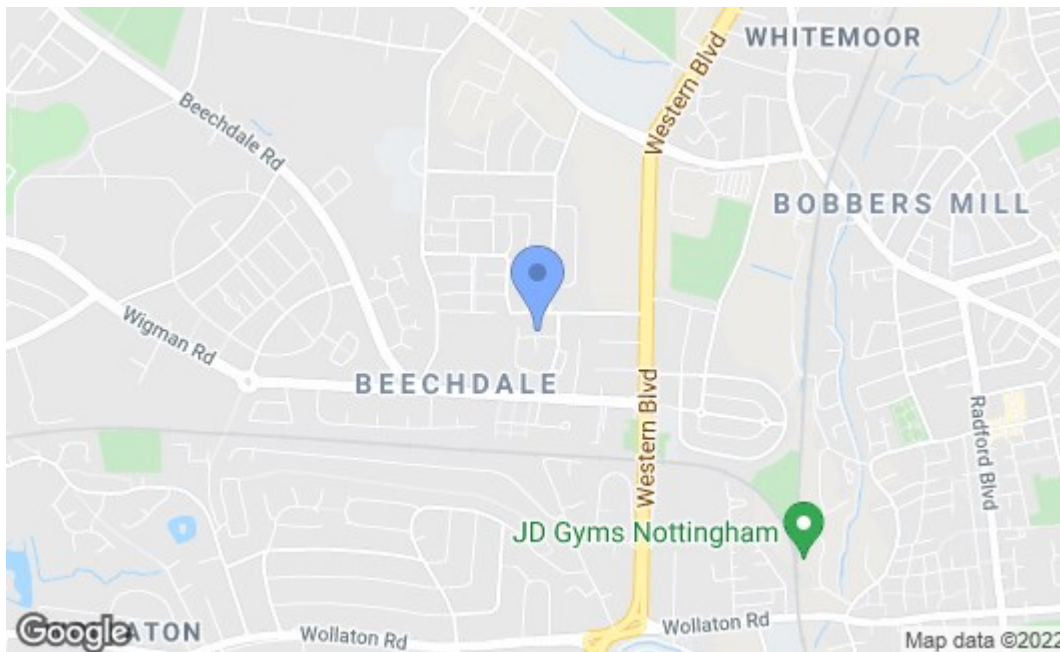 WHITEMOOR
Western Blvd
Beechdale Rd
BOBBERS MILL
Wigman Rd
BEECHDALE
Western Blvd
Radford Blvd
JD Gyms Nottingham
Wollaton Rd
Wollaton Rd
Google
Map data ©2022